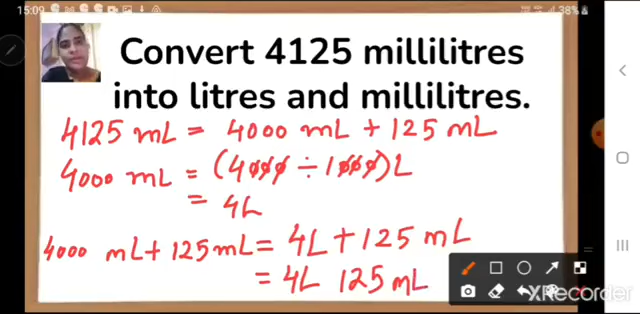 15:09 38%
Convert 4125 millilitres
into litres and millilitres.
4125 mL = 4000 mL + 125 mL
4000 mL = (4000 ÷ 1000) L
= 4L
4000 mL + 125 mL = 4L + 125 mL
= 4L 125 mL
XRecorder